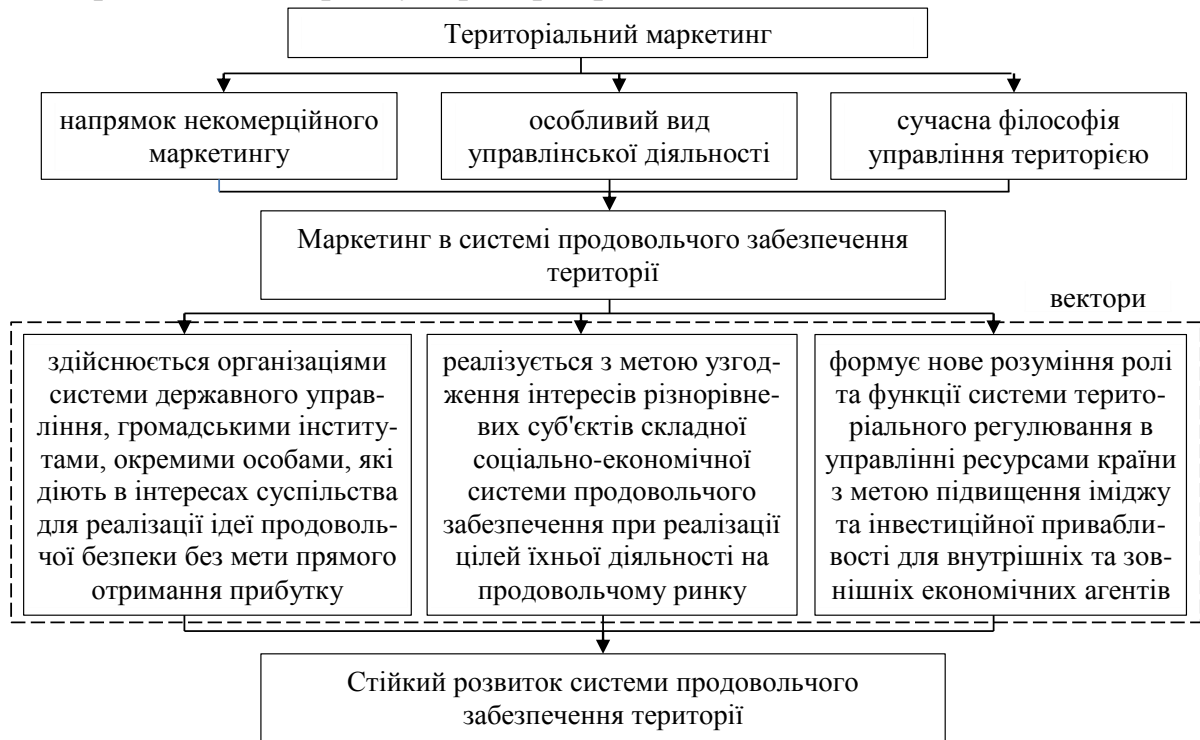 Територіальний маркетинг
напрямок некомерційного
маркетингу
особливий вид
управлінської діяльності
сучасна філософія
управління територією
Маркетинг в системі продовольчого забезпечення
території
вектори
здійснюється організаціями
системи державного управ-
ління, громадськими інститу-
тами, окремими особами, які
діють в інтересах суспільства
для реалізації ідеї продоволь-
чої безпеки без мети прямого
отримання прибутку
реалізується з метою узгод-
ження інтересів різнорівне-
вих суб'єктів складної
соціально-економічної
системи продовольчого
забезпечення при реалізації
цілей їхньої діяльності на
продовольчому ринку
формує нове розуміння ролі
та функції системи терито-
ріального регулювання в
управлінні ресурсами країни
з метою підвищення іміджу
та інвестиційної привабли-
вості для внутрішніх та зов-
нішніх економічних агентів
Стійкий розвиток системи продовольчого
забезпечення території